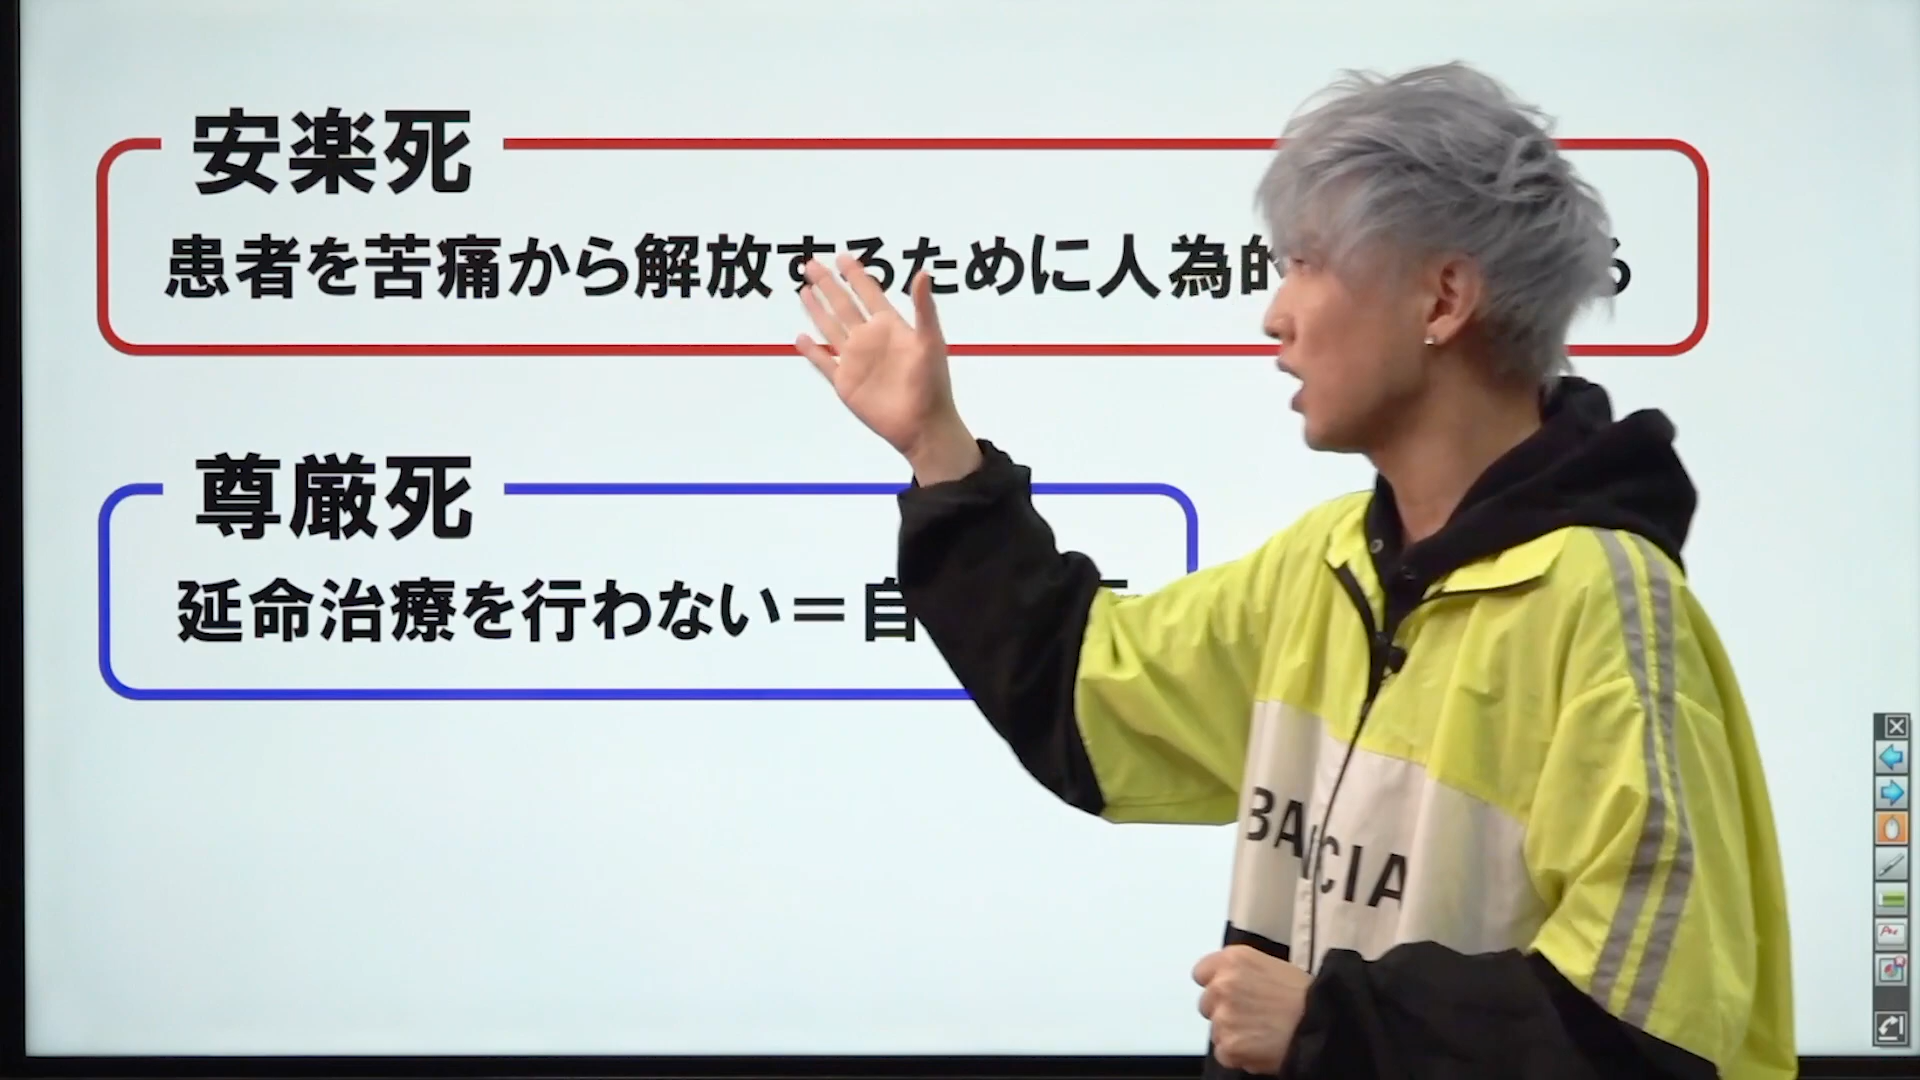 安楽死
患者を苦痛から解放するために人為的 る
尊厳死
延命治療を行わない＝自
BA CIA